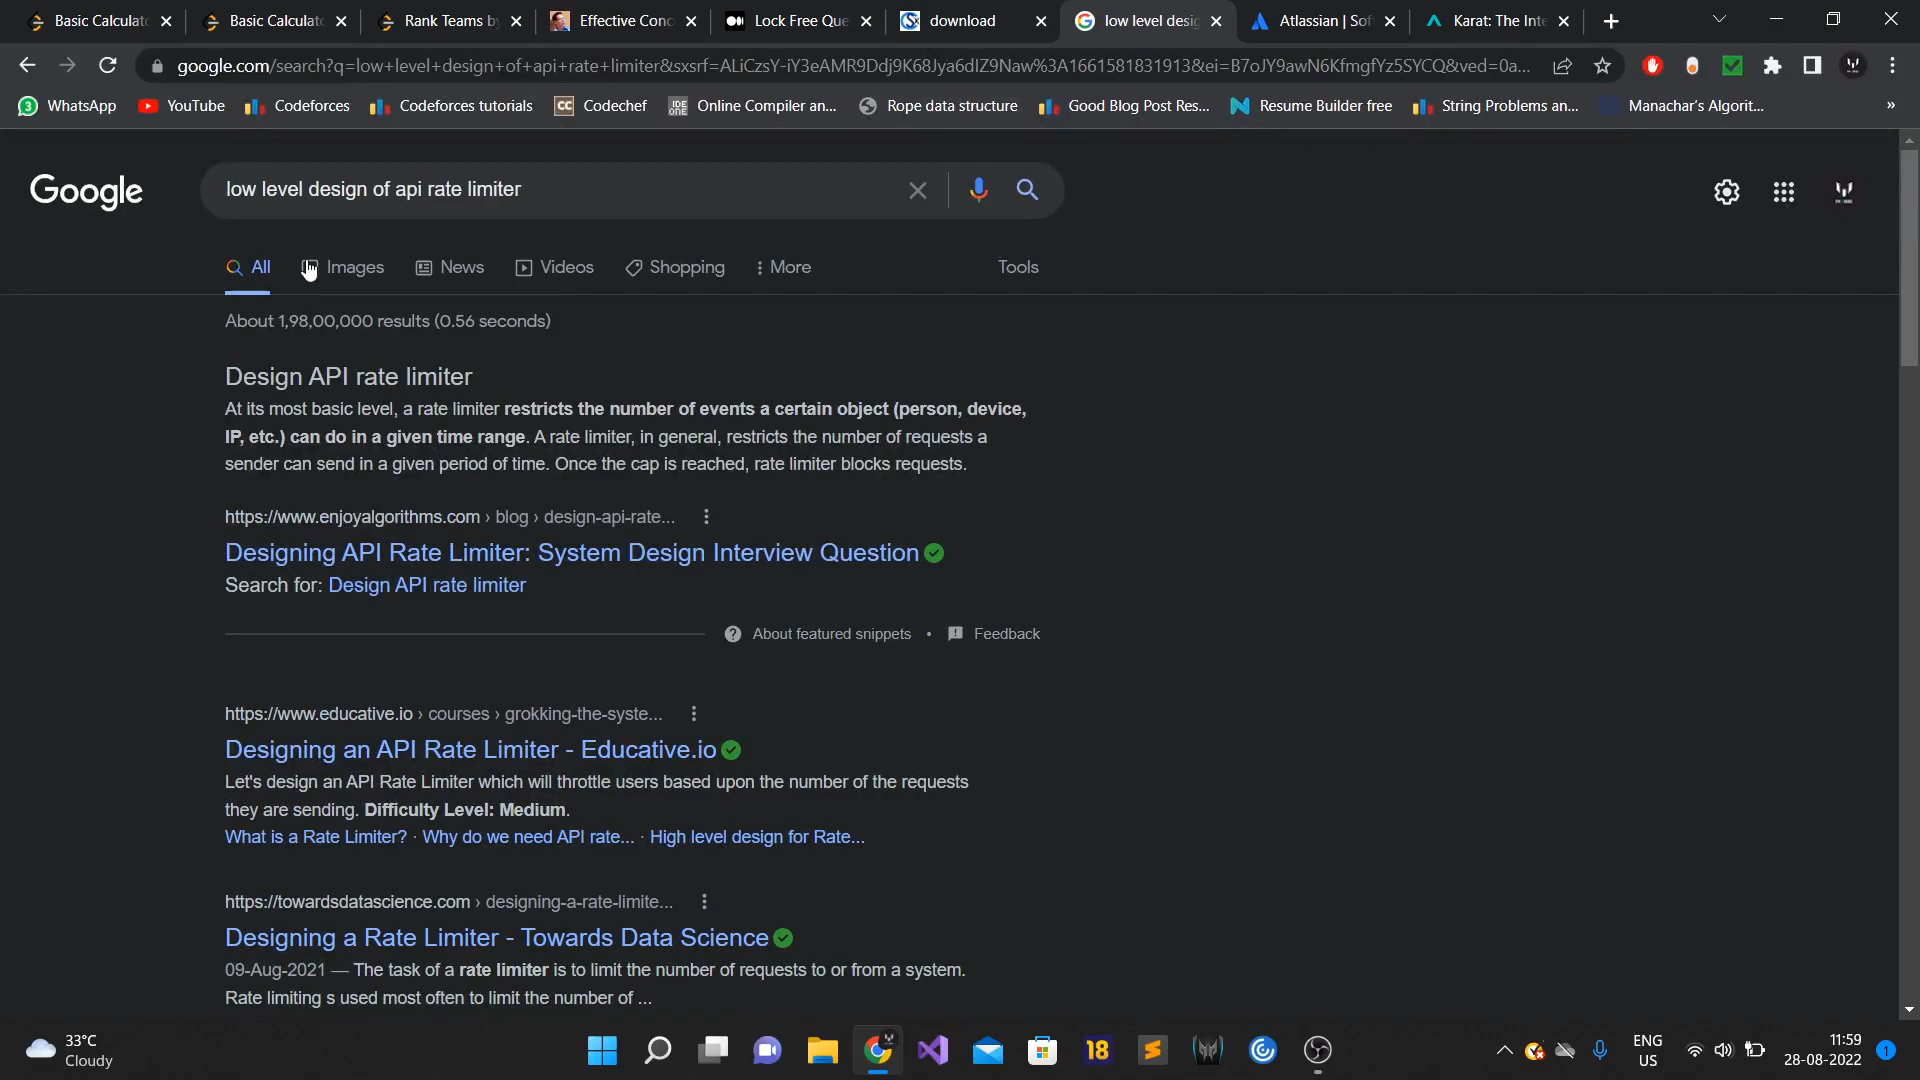 Basic Calculato
Basic Calculato
Rank Teams by
Effective Conc
Lock Free Que
download
low level desig
Atlassian | Sof
Karat: The Inte
google.com/search?q=low+level+design+of+api+rate+limiter&sxsrf=ALiCzsY-iY3eAMR9Ddj9K68Jya6dIZ9Naw%3A1661581831913&ei=B7oJY9awN6KfmgfYz5SYCQ&ved=0a...
3 WhatsApp
YouTube
Codeforces
Codeforces tutorials
CC Codechef
IDE ONE Online Compiler an...
Rope data structure
Good Blog Post Res...
Resume Builder free
String Problems an...
Manachar's Algorit...
»
Google
low level design of api rate limiter
All
Images
News
Videos
Shopping
More
Tools
About 1,98,00,000 results (0.56 seconds)
Design API rate limiter
At its most basic level, a rate limiter restricts the number of events a certain object (person, device,
IP, etc.) can do in a given time range. A rate limiter, in general, restricts the number of requests a
sender can send in a given period of time. Once the cap is reached, rate limiter blocks requests.
https://www.enjoyalgorithms.com › blog › design-api-rate...
Designing API Rate Limiter: System Design Interview Question
Search for: Design API rate limiter
About featured snippets • Feedback
https://www.educative.io › courses › grokking-the-syste...
Designing an API Rate Limiter - Educative.io
Let's design an API Rate Limiter which will throttle users based upon the number of the requests
they are sending. Difficulty Level: Medium.
What is a Rate Limiter? · Why do we need API rate... · High level design for Rate...
https://towardsdatascience.com › designing-a-rate-limite...
Designing a Rate Limiter - Towards Data Science
09-Aug-2021 — The task of a rate limiter is to limit the number of requests to or from a system.
Rate limiting s used most often to limit the number of ...
33°C
Cloudy
18
ENG
US
11:59
28-08-2022
1